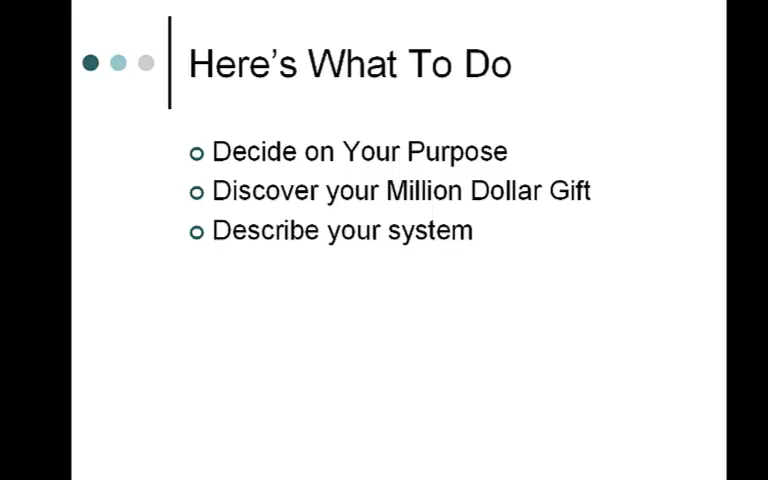 Here's What To Do
Decide on Your Purpose
Discover your Million Dollar Gift
Describe your system